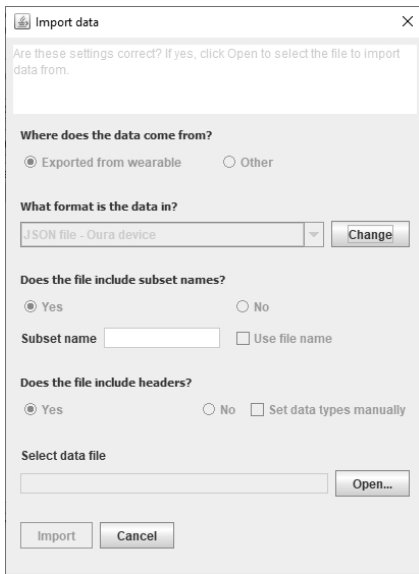 Import data
Are these settings correct? If yes, click Open to select the file to import
data from.
Where does the data come from?
Exported from wearable Other
What format is the data in?
JSON file - Oura device Change
Does the file include subset names?
Yes No
Subset name Use file name
Does the file include headers?
Yes No Set data types manually
Select data file
Open...
Import Cancel